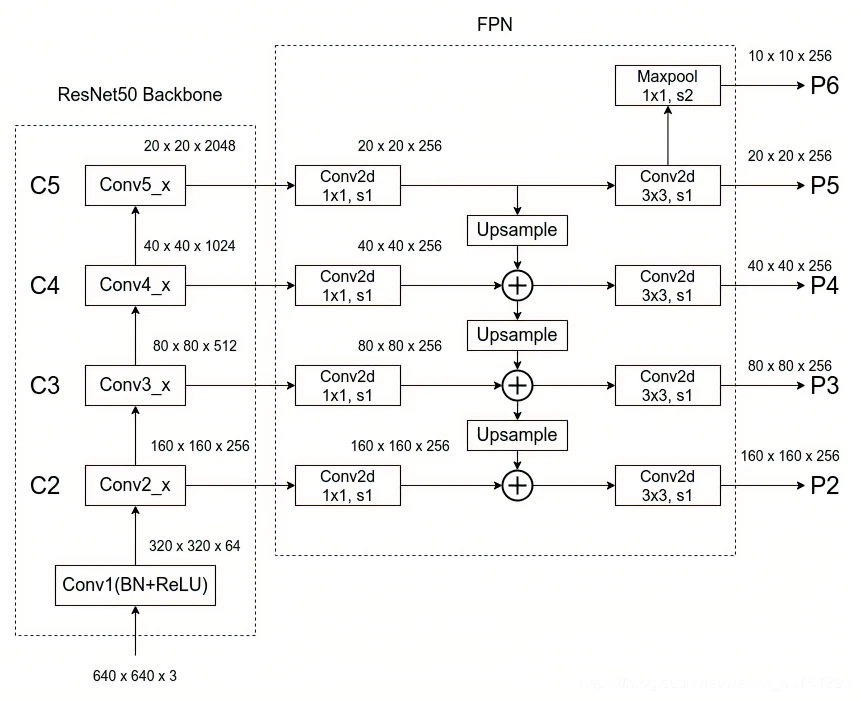 FPN
10 x 10 x 256
Maxpool
1x1, s2
P6
ResNet50 Backbone
20 x 20 x 2048
20 x 20 x 256
20 x 20 x 256
C5
Conv5_x
Conv2d
1x1, s1
Conv2d
3x3, s1
P5
Upsample
40 x 40 x 1024
40 x 40 x 256
40 x 40 x 256
C4
Conv4_x
Conv2d
1x1, s1
Conv2d
3x3, s1
P4
Upsample
80 x 80 x 512
80 x 80 x 256
80 x 80 x 256
C3
Conv3_x
Conv2d
1x1, s1
Conv2d
3x3, s1
P3
Upsample
160 x 160 x 256
160 x 160 x 256
160 x 160 x 256
C2
Conv2_x
Conv2d
1x1, s1
Conv2d
3x3, s1
P2
320 x 320 x 64
Conv1(BN+ReLU)
640 x 640 x 3